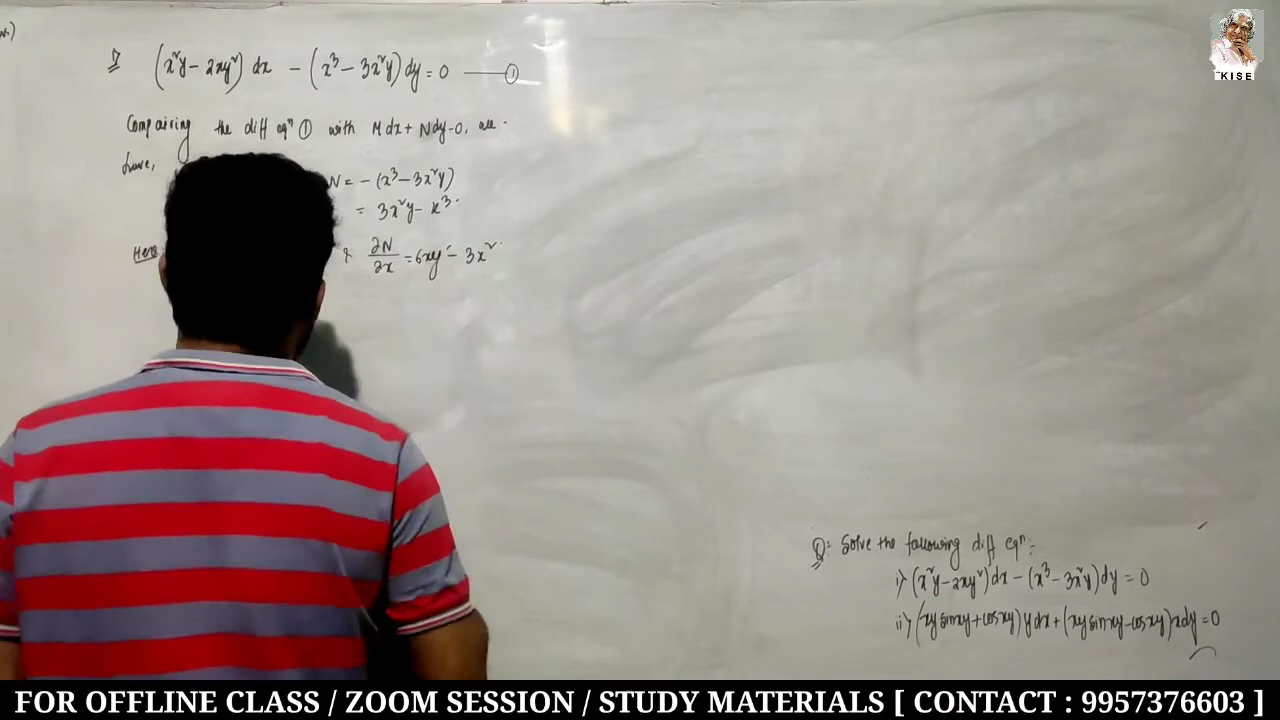 i) (x²y - 2xy²) dx - (x³ - 3x²y) dy = 0 —— ①
Compairing the diff eqⁿ ① with Mdx + Ndy = 0, we
have, N = - (x³ - 3x²y)
= 3x²y - x³.
Here & ∂N/∂x = 6xy - 3x².
Q: Solve the following diff eqⁿ:
i) (x²y - 2xy²) dx - (x³ - 3x²y) dy = 0
ii) (xy sinxy + cosxy) y dx + (xy sinxy - cosxy) x dy = 0
KISE
FOR OFFLINE CLASS / ZOOM SESSION / STUDY MATERIALS [ CONTACT : 9957376603 ]